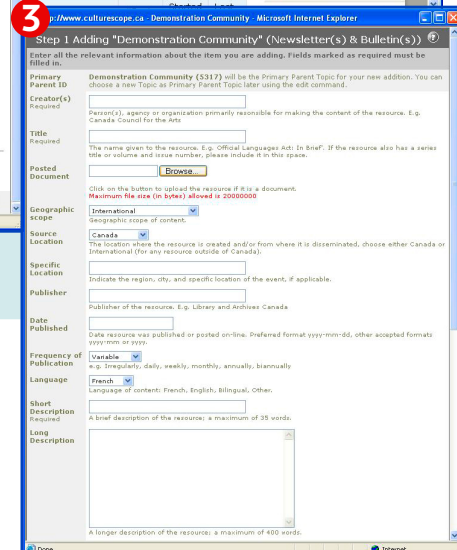 Started Last
3
p://www.culturescope.ca - Demonstration Community - Microsoft Internet Explorer
Step 1 Adding "Demonstration Community" (Newsletter(s) & Bulletin(s))
Enter all the relevant information about the item you are adding. Fields marked as required must be
filled in.
Primary
Parent ID
Demonstration Community (5317) will be the Primary Parent Topic for your new addition. You can
choose a new Topic as Primary Parent Topic later using the edit command.
Creator(s)
Required
Person(s), agency or organization primarily resonsible for making the content of the resource. E.g.
Canada Council for the Arts
Title
Required
The name given to the resource. E.g. Official Languages Act: In Brief'. If the resource also has a series
title or volume and issue number, please include it in this space.
Posted
Document
Browse...
Click on the button to upload the resource if it is a document.
Maximum file size (in bytes) allowed is 20000000
Geographic
scope
International
Geographic scope of content.
Source
Location
Canada
The location where the resource is created and/or from where it is disseminated, choose either Canada or
International (for any resource outside of Canada).
Specific
Location
Indicate the region, city, and specific location of the event, if applicable.
Publisher
Publisher of the resource. E.g. Library and Archives Canada
Date
Published
Date resource was published or posted on-line. Preferred format yyyy-mm-dd, other accepted formats
yyyy-mm or yyyy.
Frequency of
Publication
Variable
e.g. Irregularly, daily, weekly, monthly, annually, biannually
Language
French
Language of content: French, English, Bilingual, Other.
Short
Description
Required
A brief description of the resource; a maximum of 35 words.
Long
Description
A longer description of the resource; a maximum of 400 words.
Done
Internet